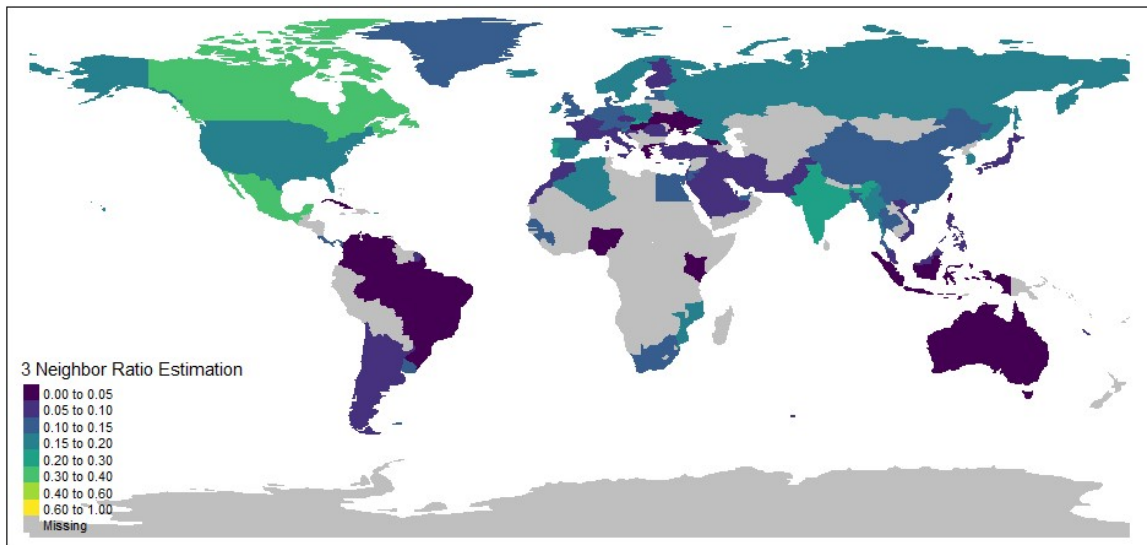 3 Neighbor Ratio Estimation
0.00 to 0.05
0.05 to 0.10
0.10 to 0.15
0.15 to 0.20
0.20 to 0.30
0.30 to 0.40
0.40 to 0.60
0.60 to 1.00
Missing